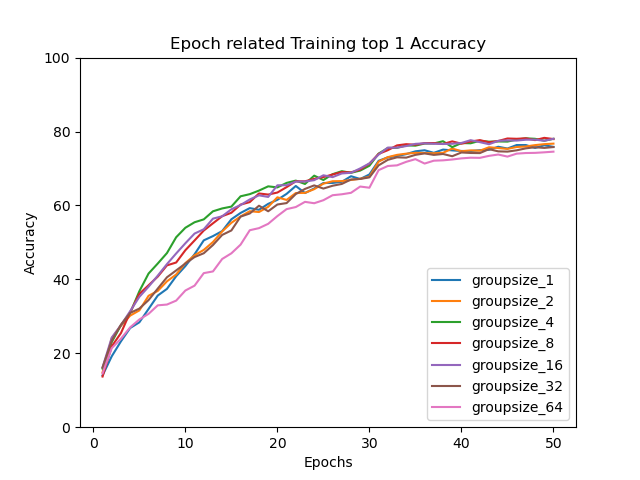 Epoch related Training top 1 Accuracy
100
80
60
40
20
0
Accuracy
0 10 20 30 40 50
Epochs
groupsize_1
groupsize_2
groupsize_4
groupsize_8
groupsize_16
groupsize_32
groupsize_64